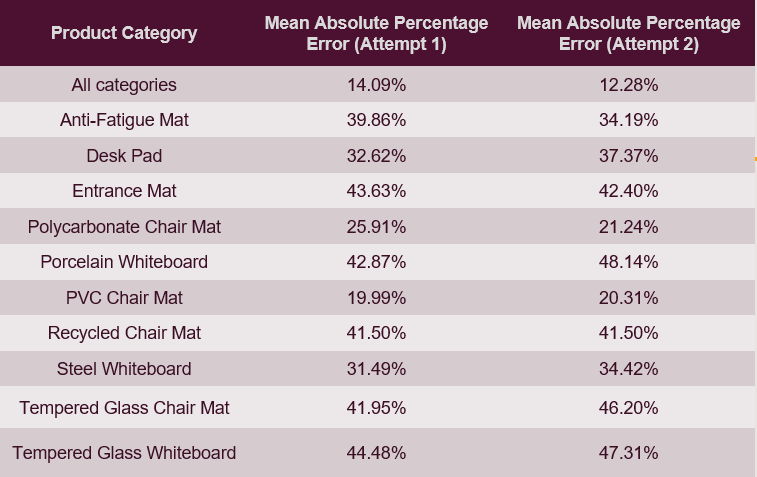 Product Category Mean Absolute Percentage Error (Attempt 1) Mean Absolute Percentage Error (Attempt 2)
All categories 14.09% 12.28%
Anti-Fatigue Mat 39.86% 34.19%
Desk Pad 32.62% 37.37%
Entrance Mat 43.63% 42.40%
Polycarbonate Chair Mat 25.91% 21.24%
Porcelain Whiteboard 42.87% 48.14%
PVC Chair Mat 19.99% 20.31%
Recycled Chair Mat 41.50% 41.50%
Steel Whiteboard 31.49% 34.42%
Tempered Glass Chair Mat 41.95% 46.20%
Tempered Glass Whiteboard 44.48% 47.31%